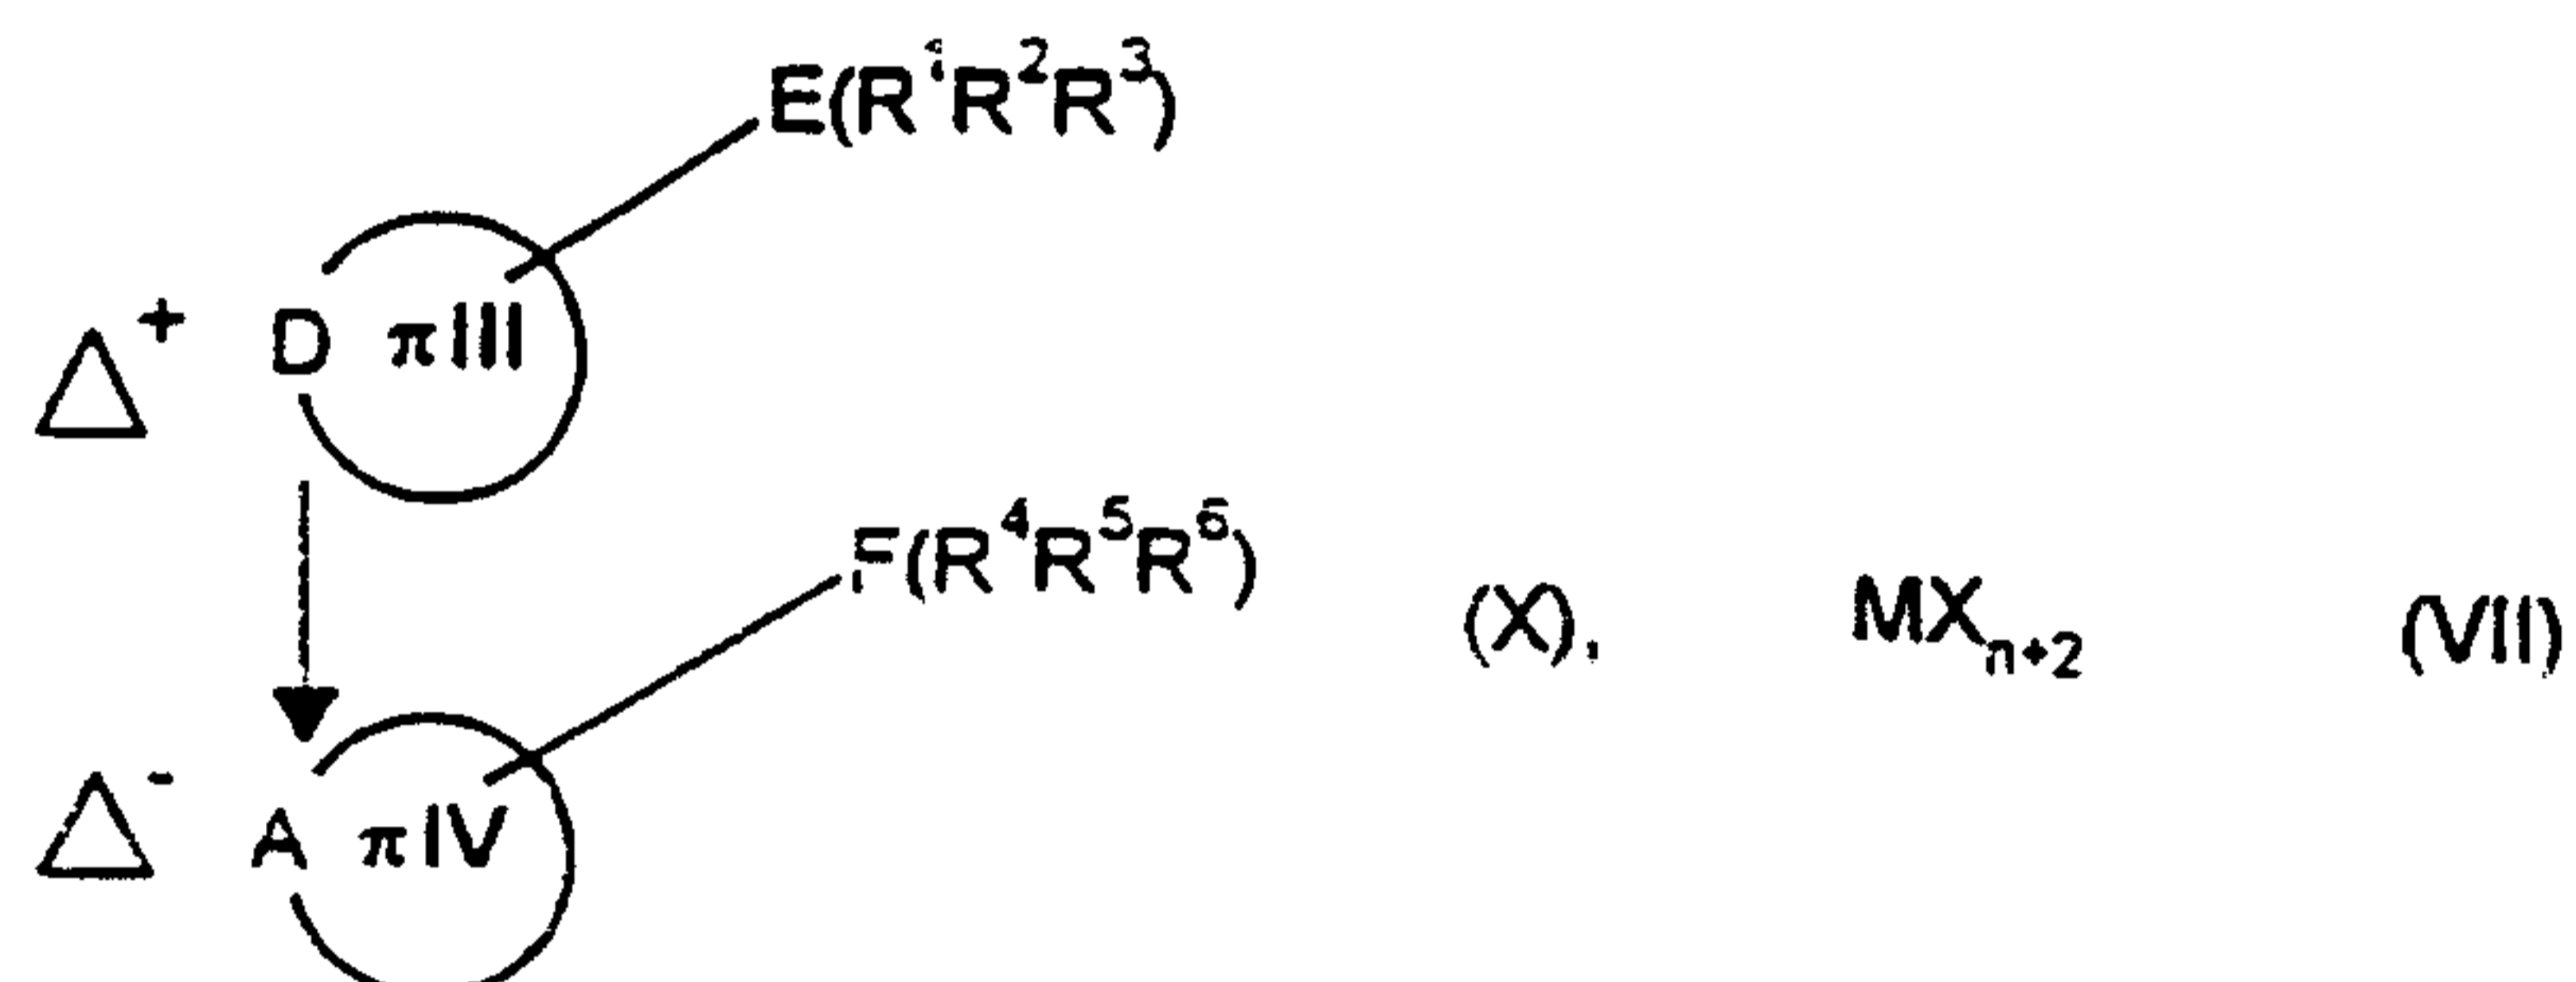 E(R¹R²R³)
Δ⁺ D πIII
F(R⁴R⁵R⁶)
(X), MXₙ₊₂ (VII)
Δ⁻ A πIV